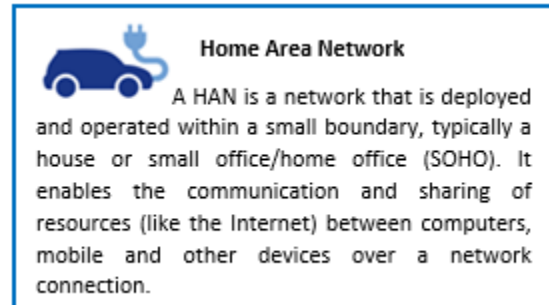 Home Area Network
A HAN is a network that is deployed
and operated within a small boundary, typically a
house or small office/home office (SOHO). It
enables the communication and sharing of
resources (like the Internet) between computers,
mobile and other devices over a network
connection.